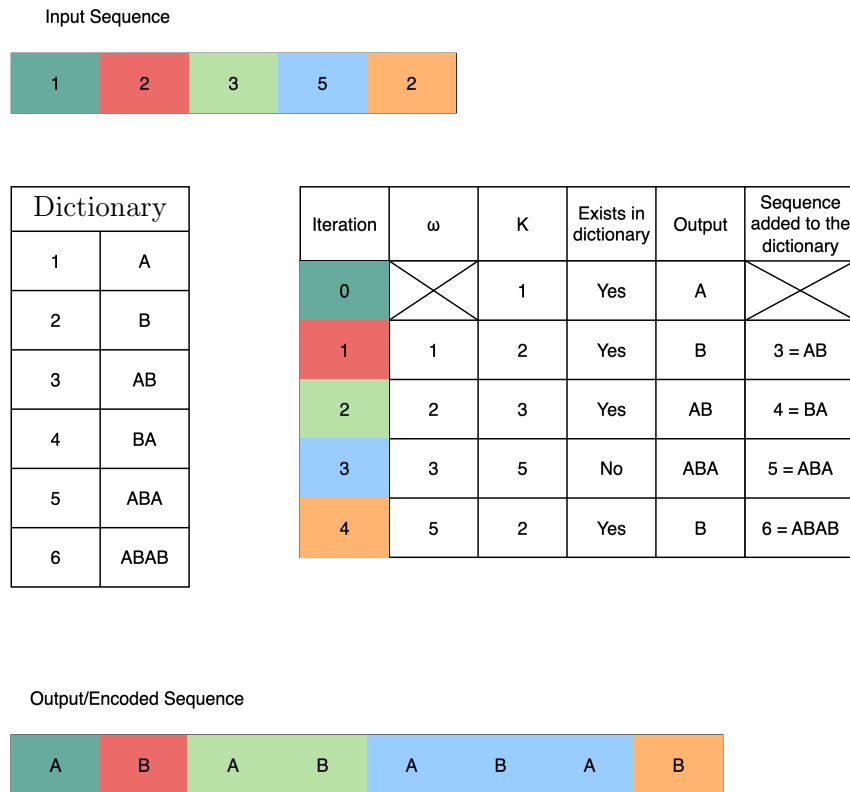 Input Sequence
1 2 3 5 2
Dictionary
1 A
2 B
3 AB
4 BA
5 ABA
6 ABAB
Iteration ω K Exists in dictionary Output Sequence added to the dictionary
0 1 Yes A
1 1 2 Yes B 3 = AB
2 2 3 Yes AB 4 = BA
3 3 5 No ABA 5 = ABA
4 5 2 Yes B 6 = ABAB
Output/Encoded Sequence
A B A B A B A B